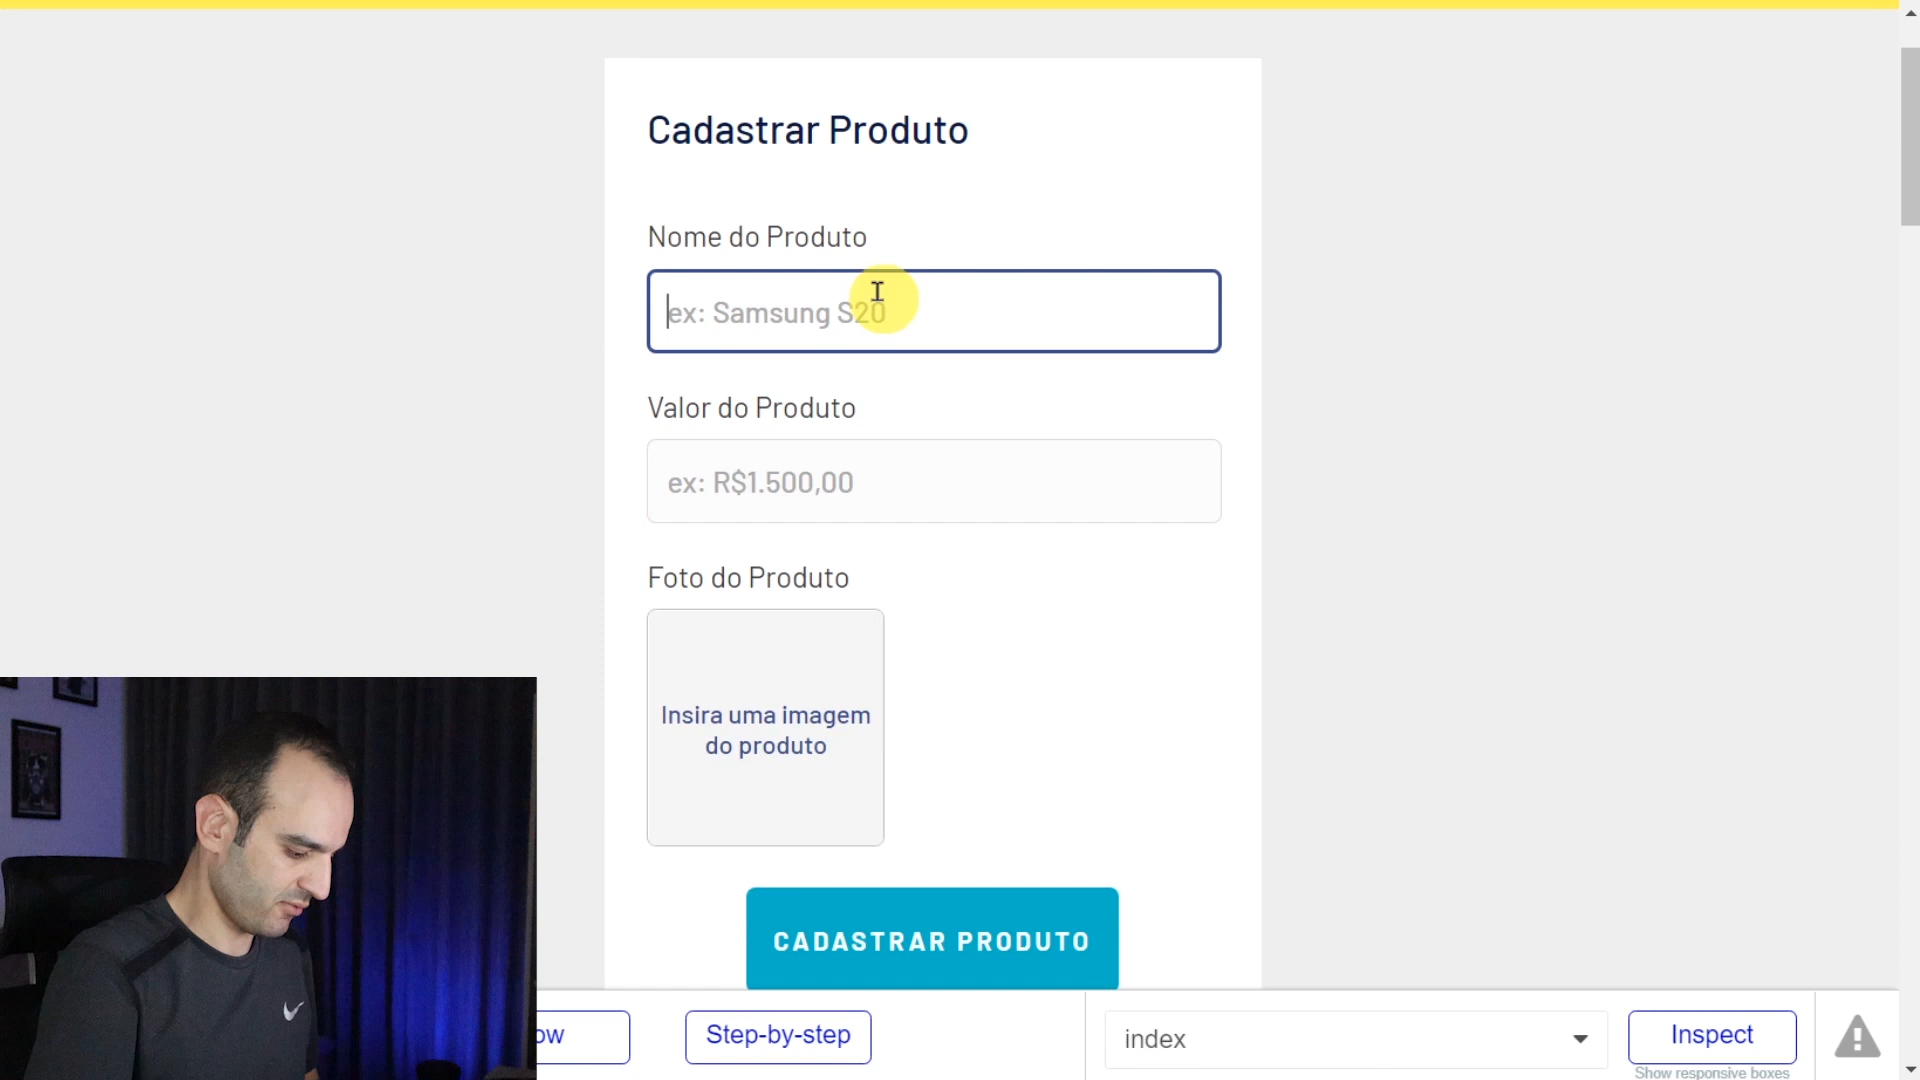 Cadastrar Produto
Nome do Produto
ex: Samsung S20
Valor do Produto
ex: R$1.500,00
Foto do Produto
Insira uma imagem
do produto
CADASTRAR PRODUTO
ow
Step-by-step
index
Inspect
Show responsive boxes